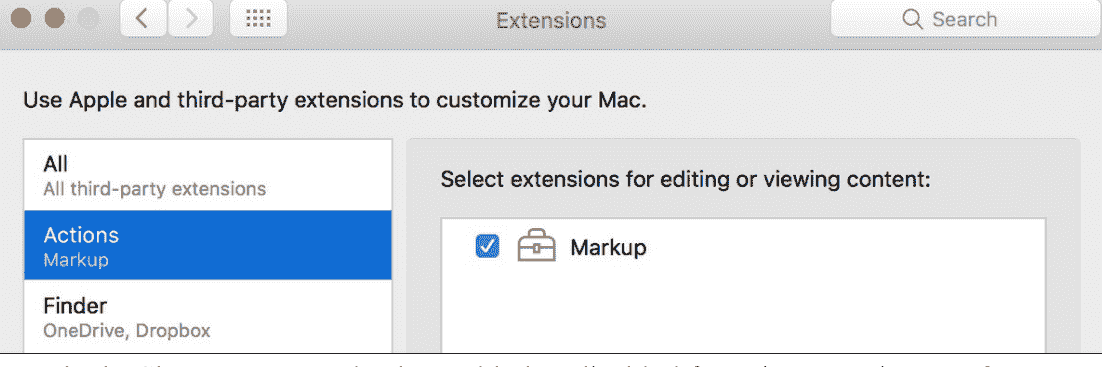 Extensions
Search
Use Apple and third-party extensions to customize your Mac.
All
All third-party extensions
Select extensions for editing or viewing content:
Actions
Markup
Markup
Finder
OneDrive, Dropbox